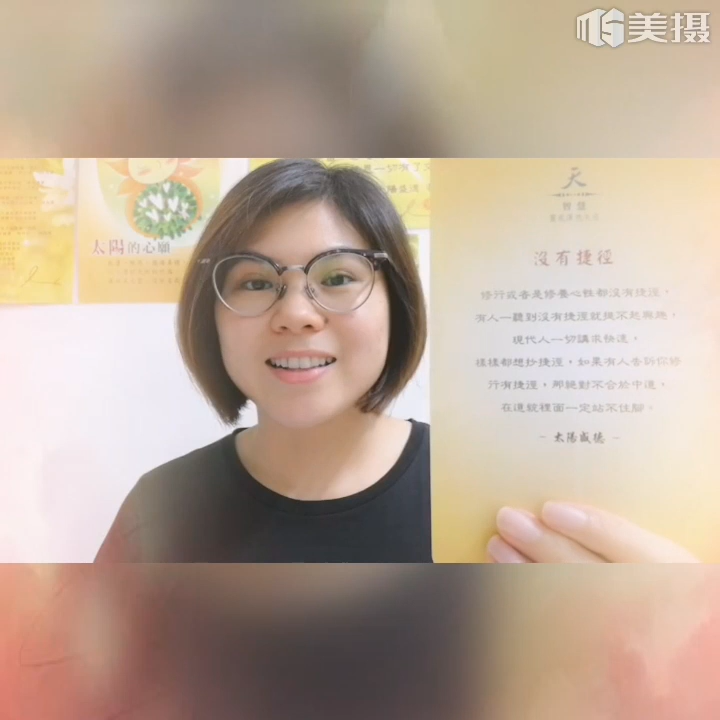 美摄
太陽的心願
天
智盤
沒有捷徑
修行或者是修養心性都沒有捷徑，
有人一聽到沒有捷徑就提不起興趣，
現代人一切講求快速，
樣樣都想抄捷徑，如果有人告訴你修
行有捷徑，那絕對不會於中道，
在道統裡面一定站不住腳。
－ 太陽盛德 －